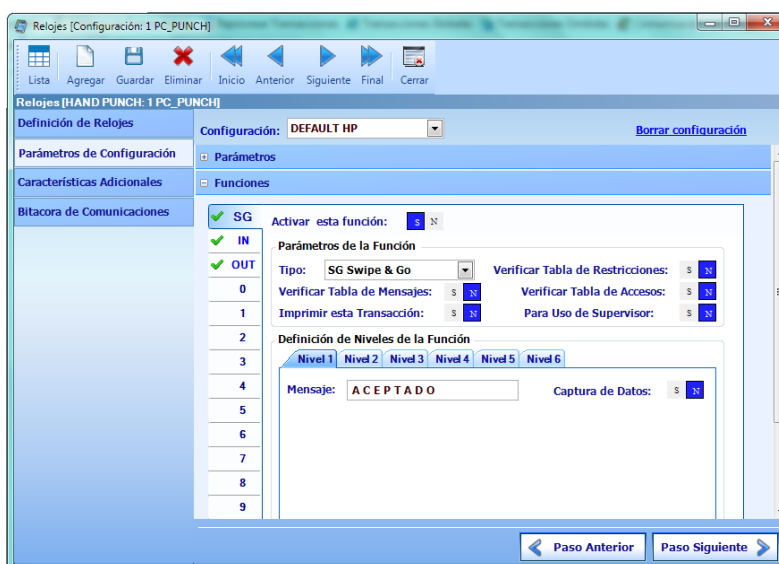 Relojes [Configuración: 1 PC_PUNCH]
Lista Agregar Guardar Eliminar Inicio Anterior Siguiente Final Cerrar
Relojes [HAND PUNCH: 1 PC_PUNCH]
Definición de Relojes
Parámetros de Configuración
Características Adicionales
Bitacora de Comunicaciones
Configuración: DEFAULT HP Borrar configuración
Parámetros
Funciones
SG
IN
OUT
0
1
2
3
4
5
6
7
8
9
Activar esta función: S N
Parámetros de la Función
Tipo: SG Swipe & Go Verificar Tabla de Restricciones: S N
Verificar Tabla de Mensajes: S N Verificar Tabla de Accesos: S N
Imprimir esta Transacción: S N Para Uso de Supervisor: S N
Definición de Niveles de la Función
Nivel 1 Nivel 2 Nivel 3 Nivel 4 Nivel 5 Nivel 6
Mensaje: A C E P T A D O Captura de Datos: S N
Paso Anterior Paso Siguiente